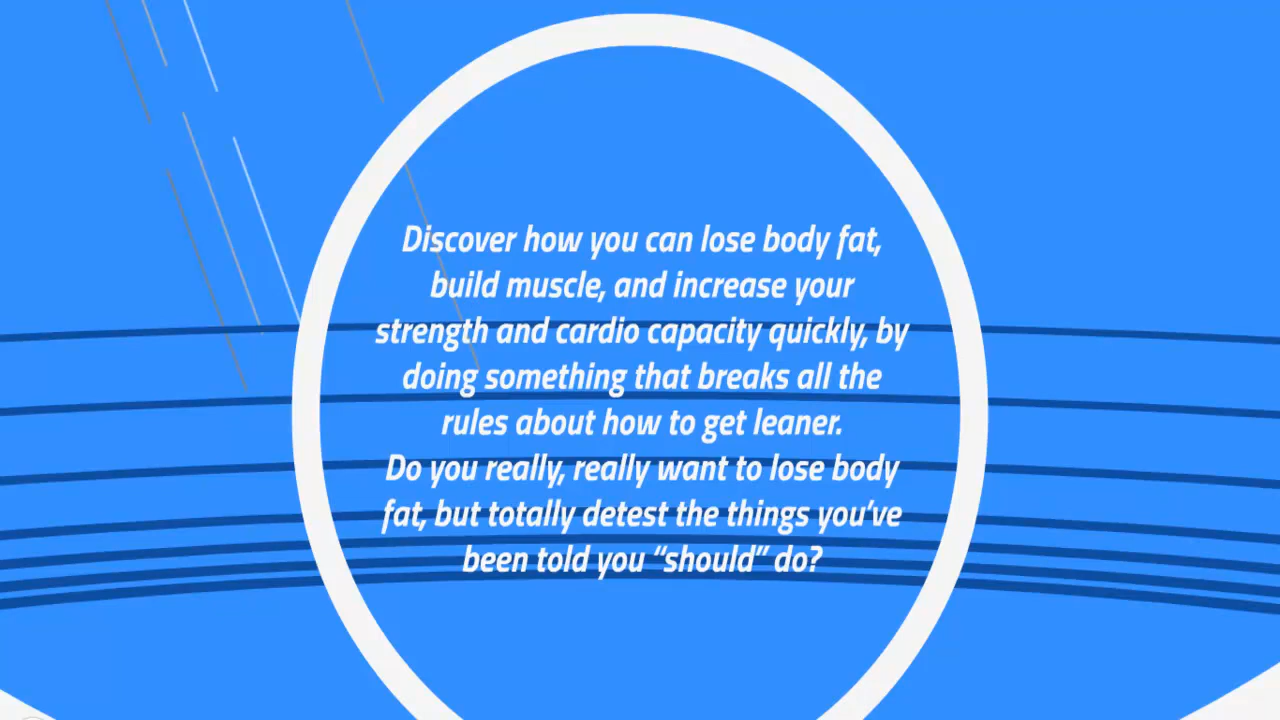 Discover how you can lose body fat,
build muscle, and increase your
strength and cardio capacity quickly, by
doing something that breaks all the
rules about how to get leaner.
Do you really, really want to lose body
fat, but totally detest the things you’ve
been told you “should” do?